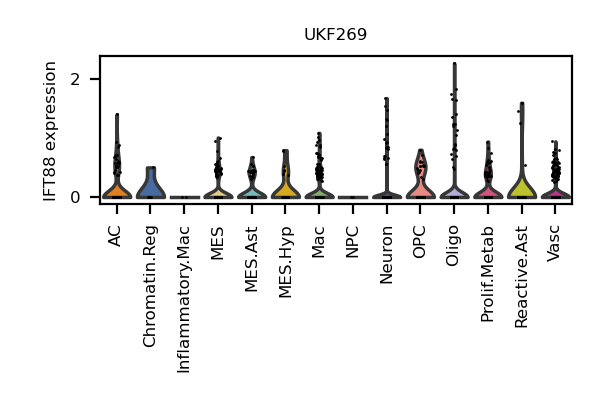 UKF269
IFT88 expression
2
0
AC
Chromatin.Reg
Inflammatory.Mac
MES
MES.Ast
MES.Hyp
Mac
NPC
Neuron
OPC
Oligo
Prolif.Metab
Reactive.Ast
Vasc